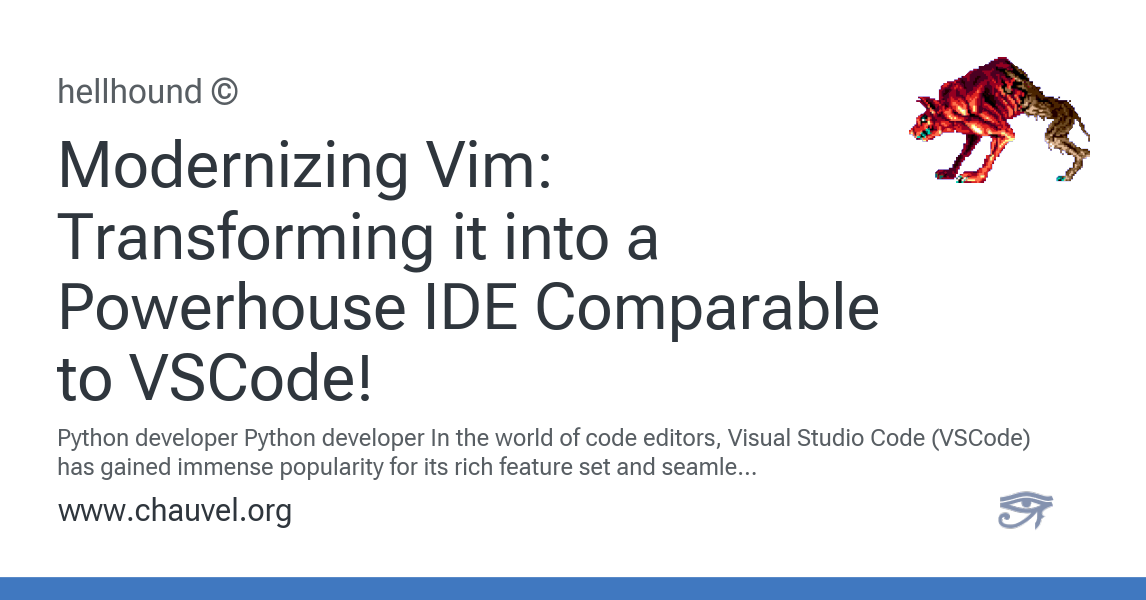 hellhound ©
Modernizing Vim:
Transforming it into a
Powerhouse IDE Comparable
to VSCode!
Python developer Python developer In the world of code editors, Visual Studio Code (VSCode)
has gained immense popularity for its rich feature set and seamle...
www.chauvel.org